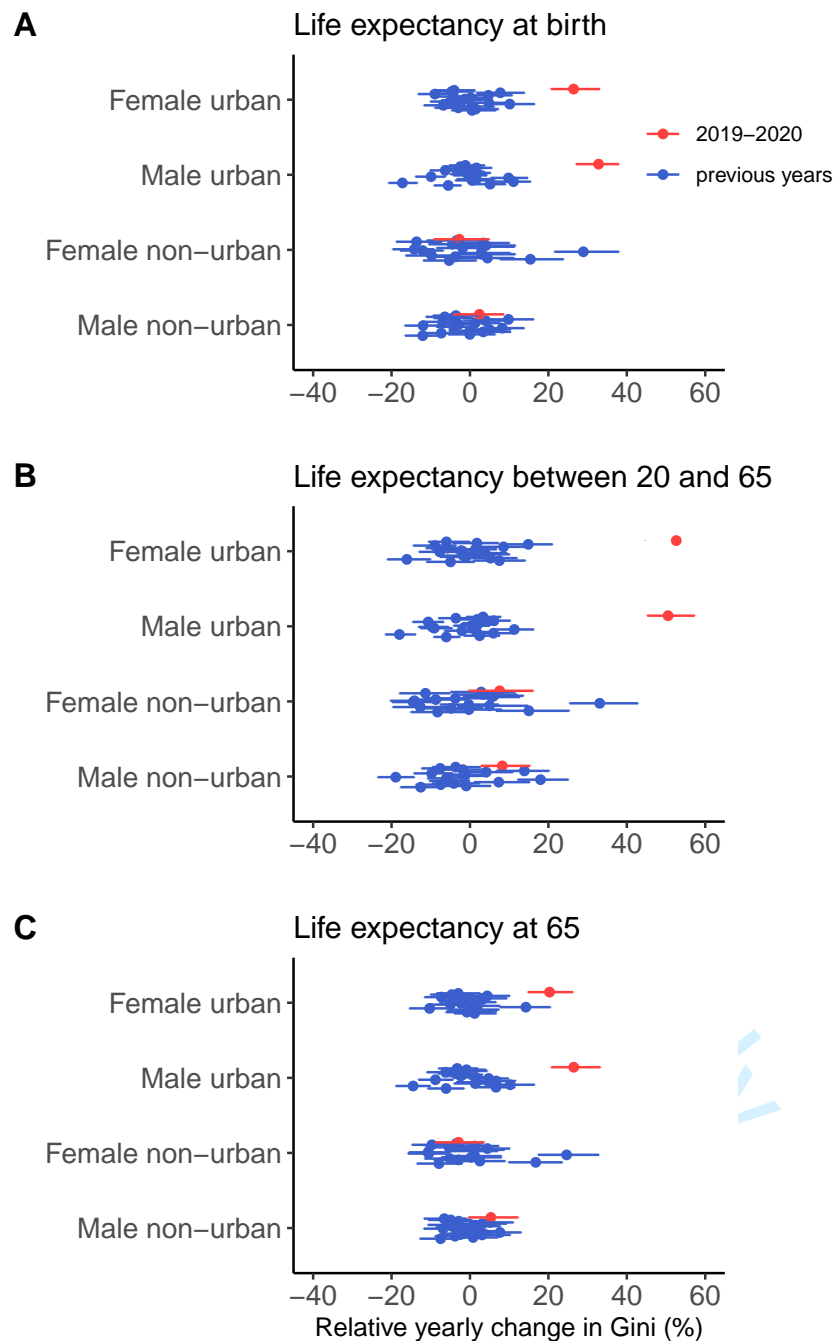 A
Life expectancy at birth
Female urban
Male urban
Female non−urban
Male non−urban
2019−2020
previous years
−40 −20 0 20 40 60
B
Life expectancy between 20 and 65
Female urban
Male urban
Female non−urban
Male non−urban
−40 −20 0 20 40 60
C
Life expectancy at 65
Female urban
Male urban
Female non−urban
Male non−urban
−40 −20 0 20 40 60
Relative yearly change in Gini (%)